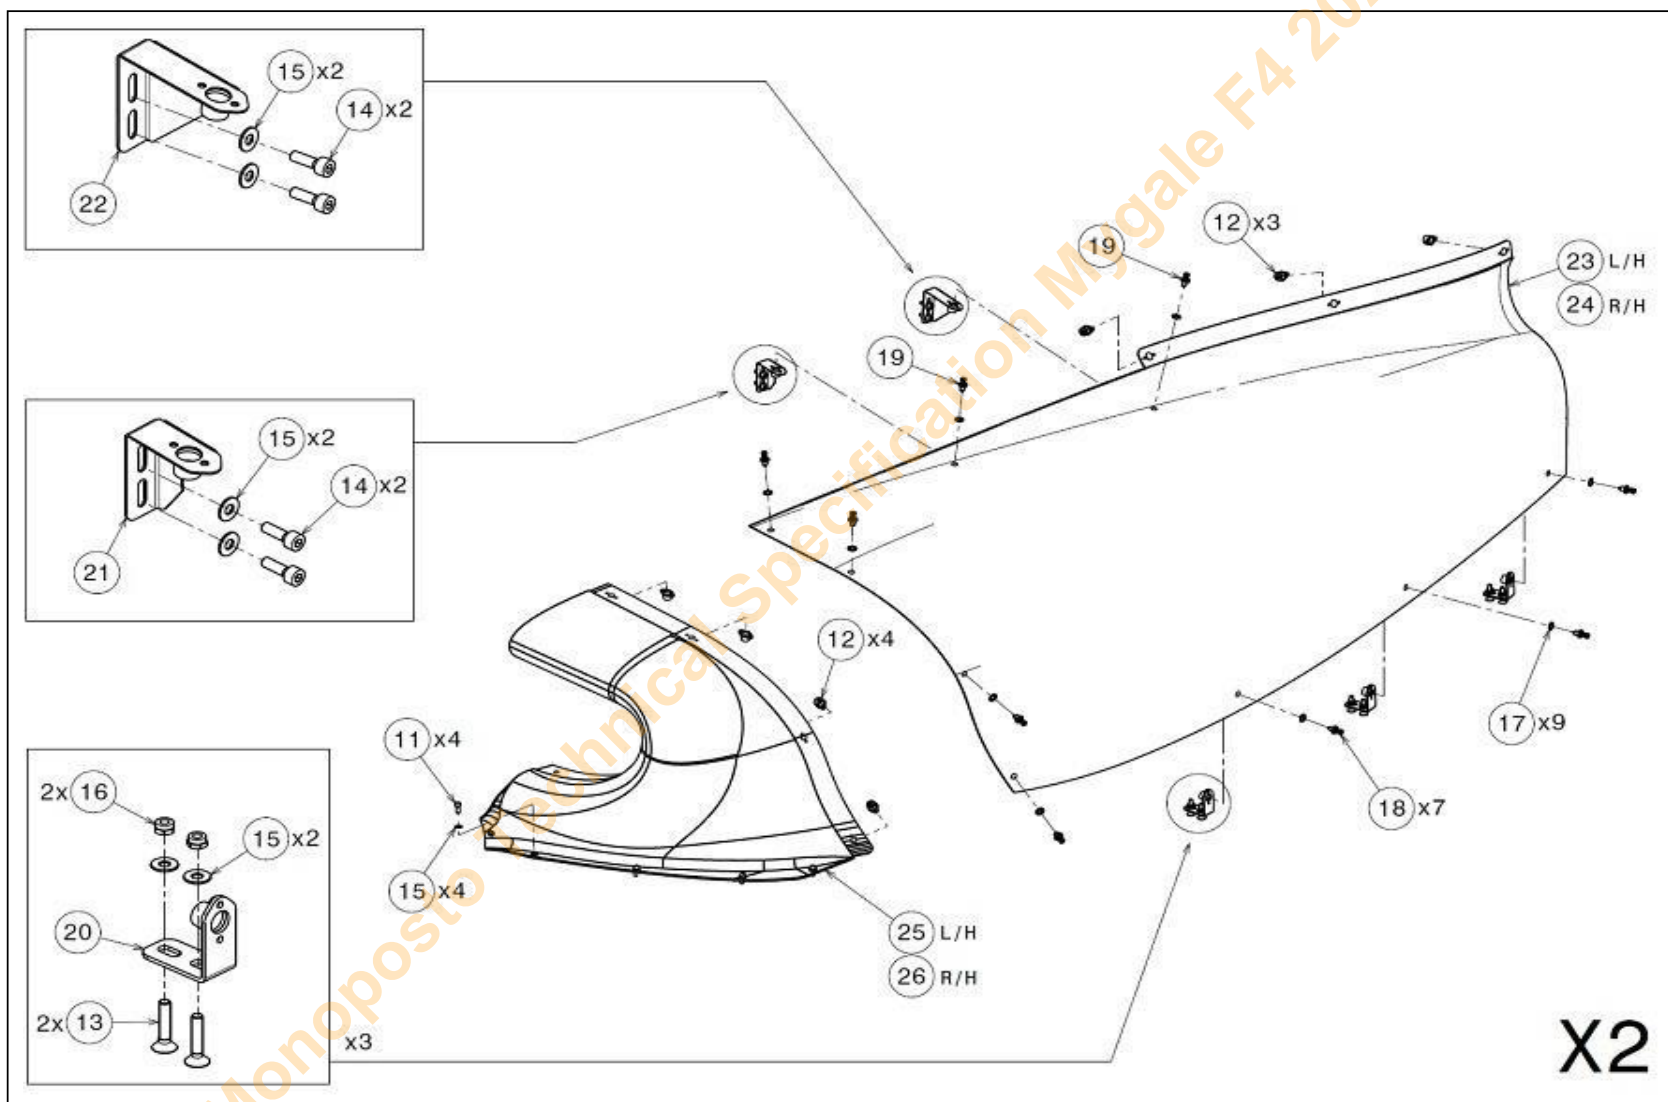 15 x2
14 x2
22
12 x3
19
23 L/H
24 R/H
19
15 x2
14 x2
21
12 x4
17 x9
11 x4
2x 16
18 x7
15 x2
15 x4
20
25 L/H
26 R/H
2x 13
x3
X2
Monoposto Technical Specification Mygale F4 20